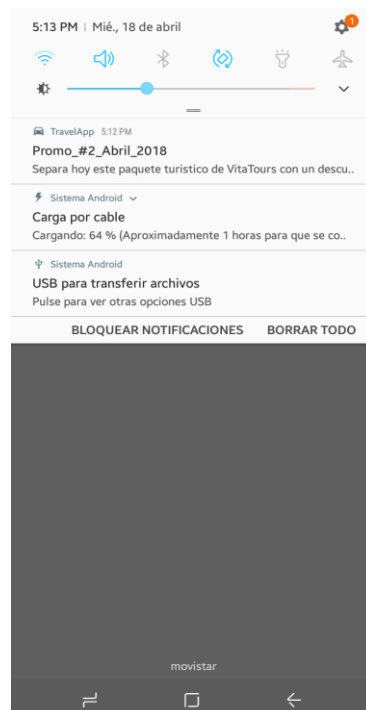 5:13 PM | Mié., 18 de abril
1
TravelApp 5:12 PM
Promo_#2_Abril_2018
Separa hoy este paquete turistico de VitaTours con un descu..
Sistema Android
Carga por cable
Cargando: 64 % (Aproximadamente 1 horas para que se co..
Sistema Android
USB para transferir archivos
Pulse para ver otras opciones USB
BLOQUEAR NOTIFICACIONES BORRAR TODO
movistar